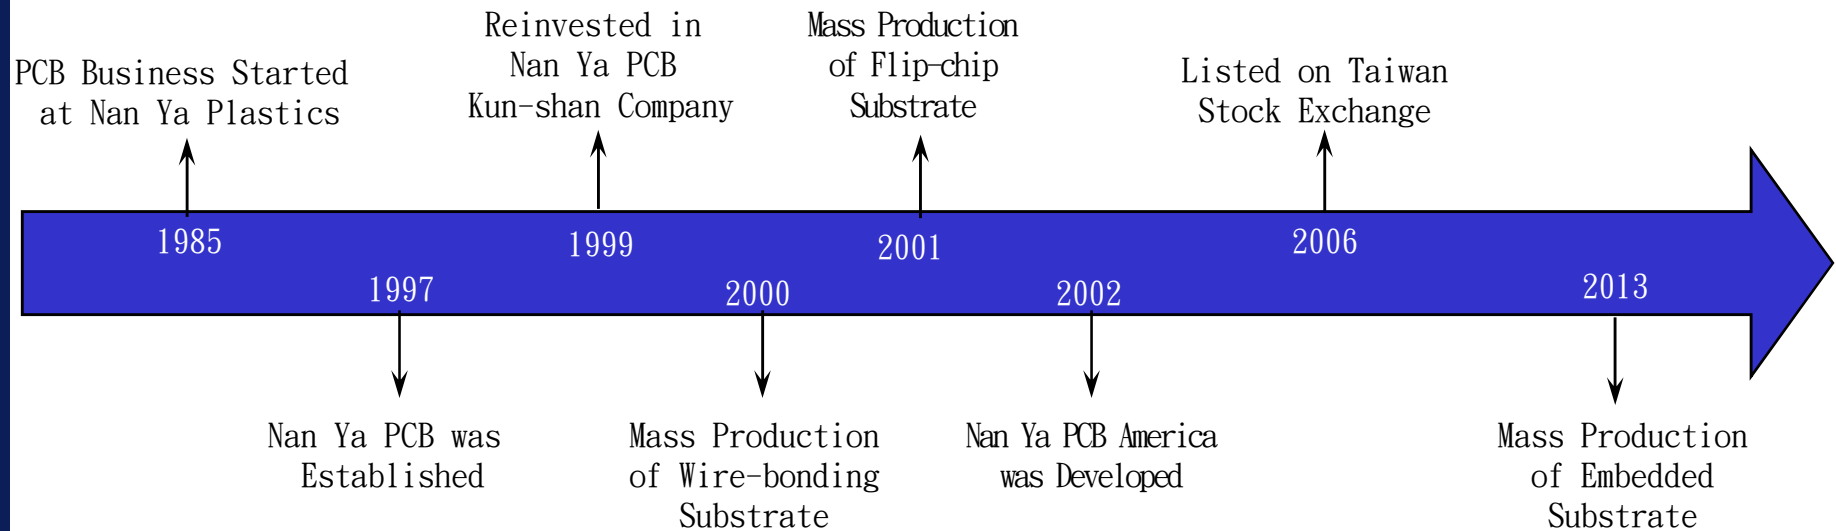 PCB Business Started
at Nan Ya Plastics
Reinvested in
Nan Ya PCB
Kun-shan Company
Mass Production
of Flip-chip
Substrate
Listed on Taiwan
Stock Exchange
1985
1997
1999
2000
2001
2002
2006
2013
Nan Ya PCB was
Established
Mass Production
of Wire-bonding
Substrate
Nan Ya PCB America
was Developed
Mass Production
of Embedded
Substrate